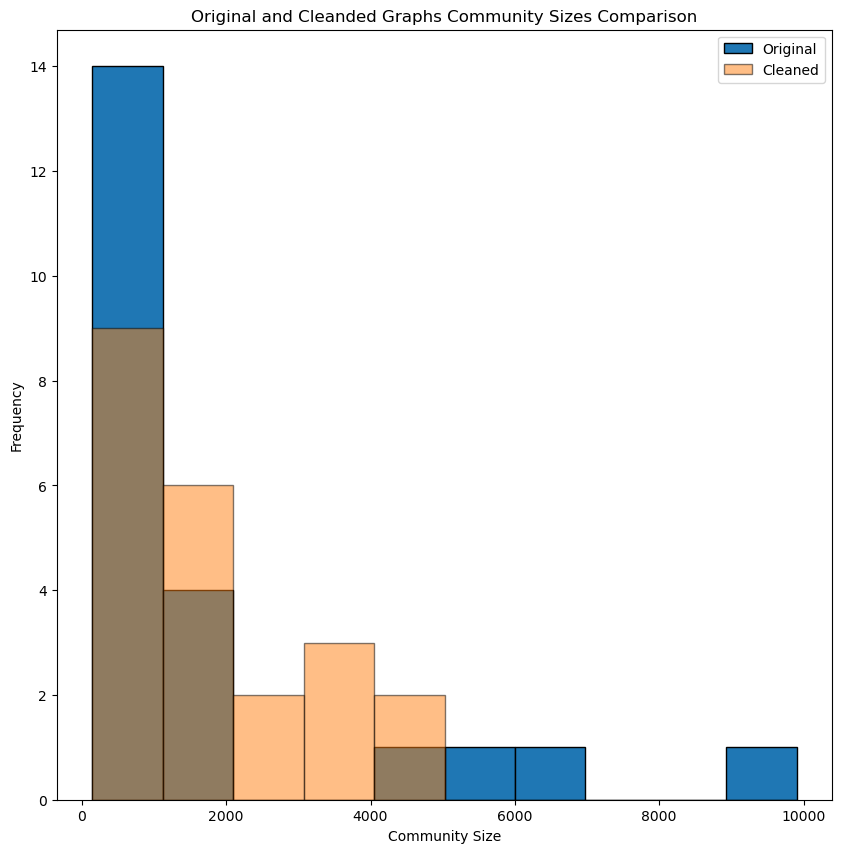 Original and Cleanded Graphs Community Sizes Comparison
Original
Cleaned
14
12
10
8
6
4
2
0
Frequency
0 2000 4000 6000 8000 10000
Community Size